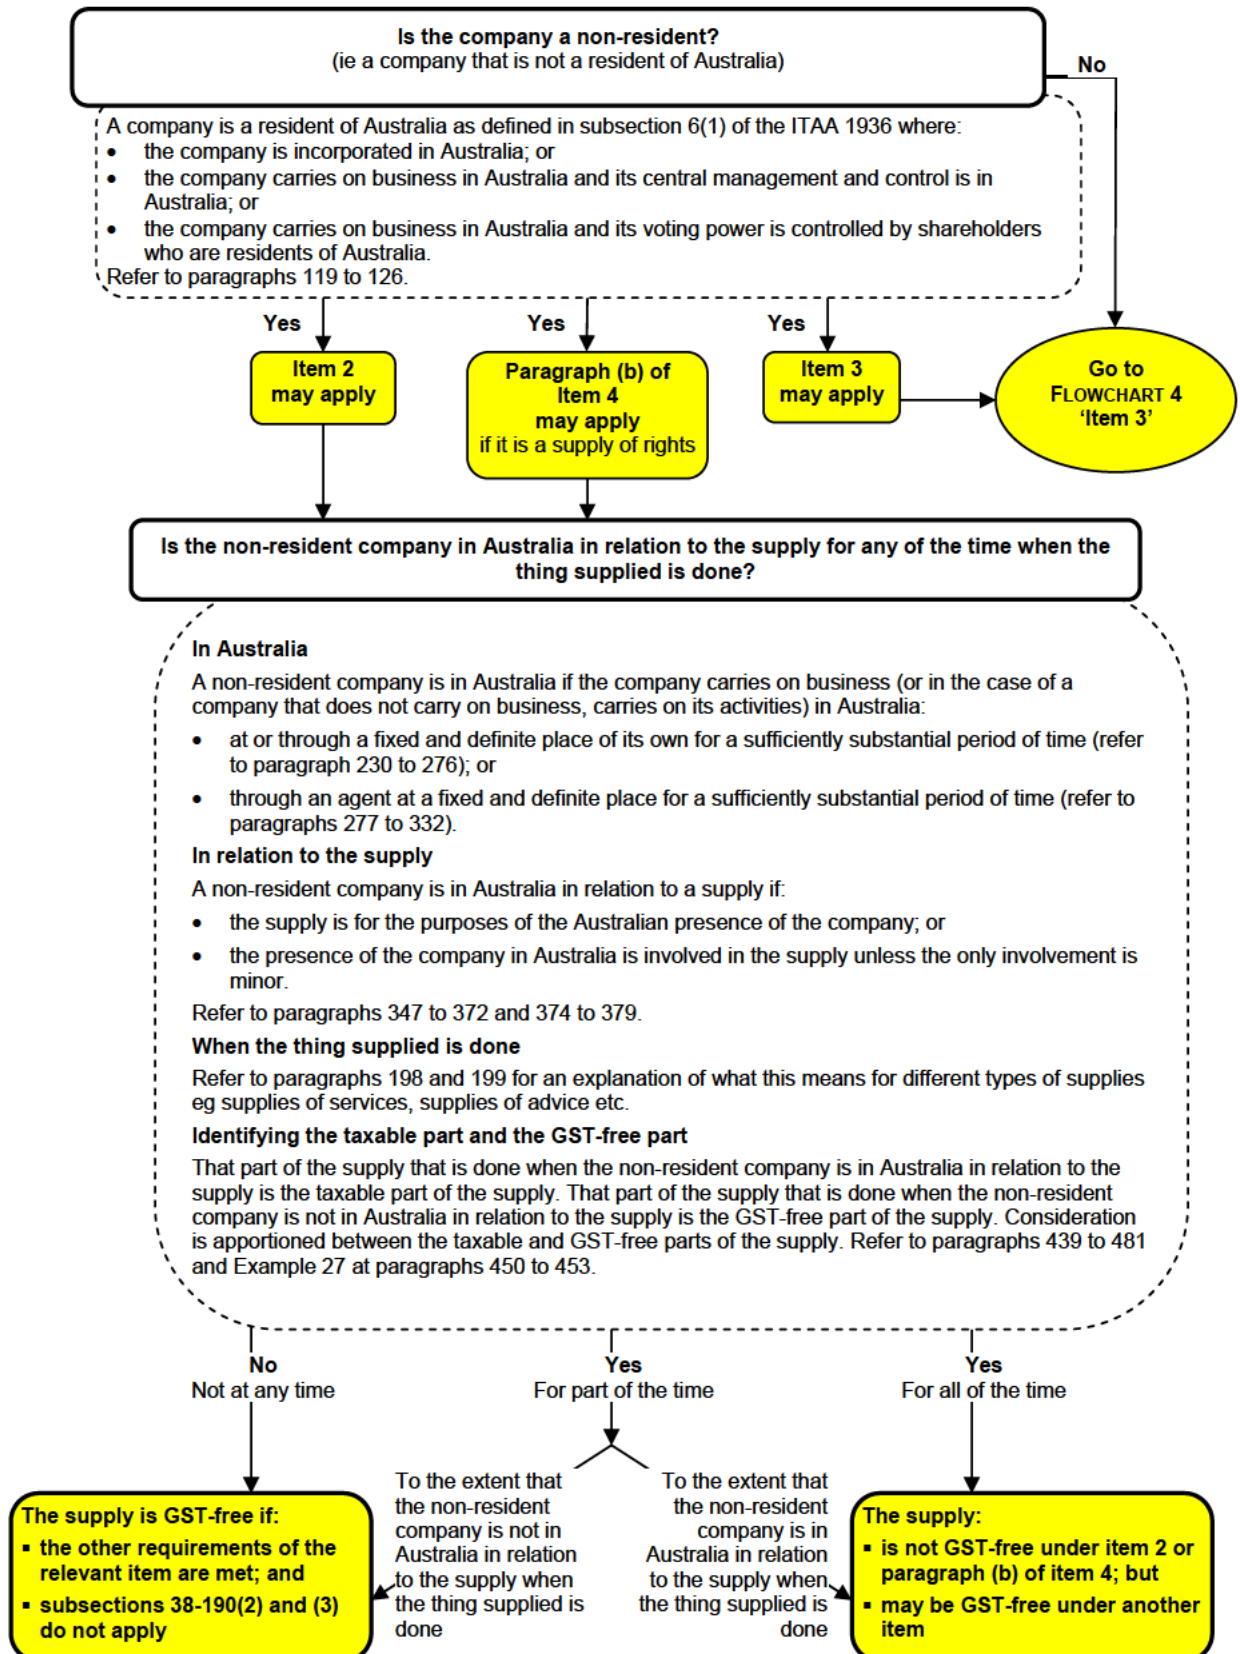 Is the company a non-resident?
(ie a company that is not a resident of Australia)
No
A company is a resident of Australia as defined in subsection 6(1) of the ITAA 1936 where:
• the company is incorporated in Australia; or
• the company carries on business in Australia and its central management and control is in
Australia; or
• the company carries on business in Australia and its voting power is controlled by shareholders
who are residents of Australia.
Refer to paragraphs 119 to 126.
Yes
Yes
Yes
Item 2
may apply
Paragraph (b) of
Item 4
may apply
if it is a supply of rights
Item 3
may apply
Go to
FLOWCHART 4
‘Item 3’
Is the non-resident company in Australia in relation to the supply for any of the time when the
thing supplied is done?
In Australia
A non-resident company is in Australia if the company carries on business (or in the case of a
company that does not carry on business, carries on its activities) in Australia:
• at or through a fixed and definite place of its own for a sufficiently substantial period of time (refer
to paragraph 230 to 276); or
• through an agent at a fixed and definite place for a sufficiently substantial period of time (refer to
paragraphs 277 to 332).
In relation to the supply
A non-resident company is in Australia in relation to a supply if:
• the supply is for the purposes of the Australian presence of the company; or
• the presence of the company in Australia is involved in the supply unless the only involvement is
minor.
Refer to paragraphs 347 to 372 and 374 to 379.
When the thing supplied is done
Refer to paragraphs 198 and 199 for an explanation of what this means for different types of supplies
eg supplies of services, supplies of advice etc.
Identifying the taxable part and the GST-free part
That part of the supply that is done when the non-resident company is in Australia in relation to the
supply is the taxable part of the supply. That part of the supply that is done when the non-resident
company is not in Australia in relation to the supply is the GST-free part of the supply. Consideration
is apportioned between the taxable and GST-free parts of the supply. Refer to paragraphs 439 to 481
and Example 27 at paragraphs 450 to 453.
No
Not at any time
Yes
For part of the time
Yes
For all of the time
The supply is GST-free if:
▪ the other requirements of the
relevant item are met; and
▪ subsections 38-190(2) and (3)
do not apply
To the extent that
the non-resident
company is not in
Australia in relation
to the supply when
the thing supplied is
done
To the extent that
the non-resident
company is in
Australia in relation
to the supply when
the thing supplied is
done
The supply:
▪ is not GST-free under item 2 or
paragraph (b) of item 4; but
▪ may be GST-free under another
item